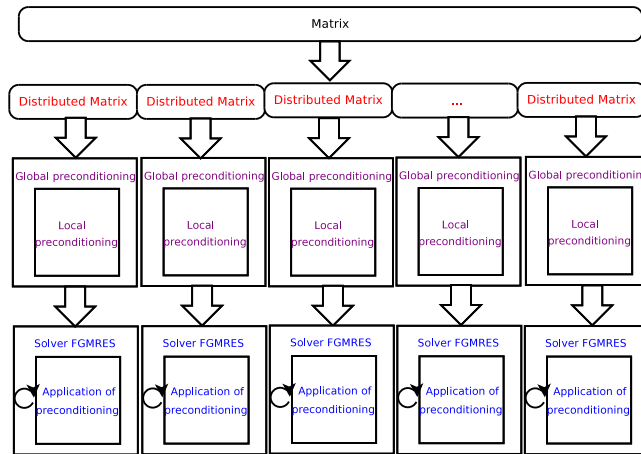 Matrix
Distributed Matrix
Distributed Matrix
Distributed Matrix
...
Distributed Matrix
Global preconditioning
Global preconditioning
Global preconditioning
Global preconditioning
Global preconditioning
Local
preconditioning
Local
preconditioning
Local
preconditioning
Local
preconditioning
Local
preconditioning
Solver FGMRES
Solver FGMRES
Solver FGMRES
Solver FGMRES
Solver FGMRES
Application of
preconditioning
Application of
preconditioning
Application of
preconditioning
Application of
preconditioning
Application of
preconditioning